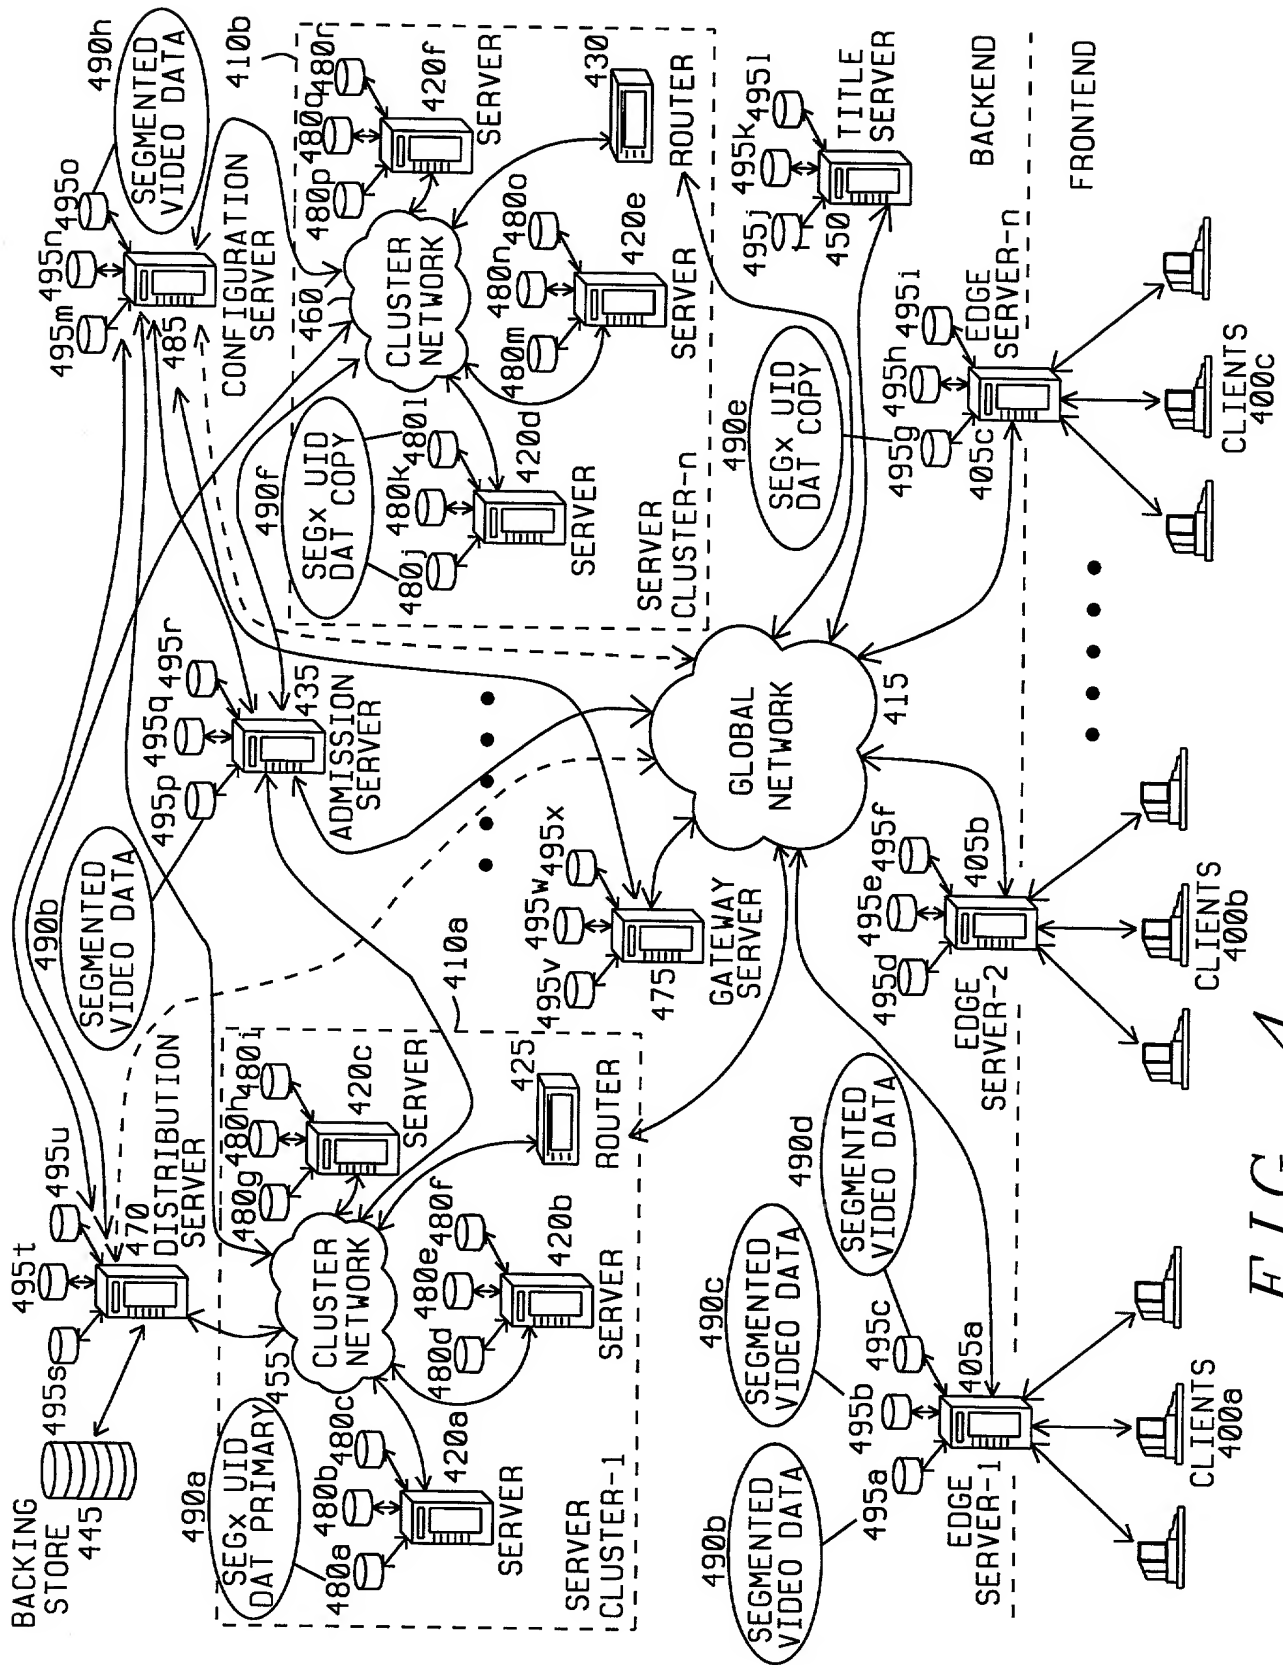 BACKING
STORE
445
495s
495t
495u
470
DISTRIBUTION
SERVER
490b
SEGMENTED
VIDEO DATA
495p
495q
495r
435
ADMISSION
SERVER
495m
495n
495o
485
CONFIGURATION
SERVER
SEGMENTED
VIDEO DATA
490h
410b
490a
SEGx UID
DAT PRIMARY
480a
480b
480c
420a
SERVER
455
CLUSTER
NETWORK
480g
480h
480i
420c
SERVER
480d
480e
480f
420b
SERVER
425
ROUTER
SERVER
CLUSTER-1
410a
495v
495w
495x
475
GATEWAY
SERVER
490f
SEGx UID
DAT COPY
480j
480k
480l
420d
SERVER
460
CLUSTER
NETWORK
480p
480q
480r
420f
SERVER
480m
480n
480o
420e
SERVER
430
ROUTER
SERVER
CLUSTER-n
GLOBAL
NETWORK
415
495j
495k
495l
450
TITLE
SERVER
BACKEND
FRONTEND
490b
SEGMENTED
VIDEO DATA
490c
SEGMENTED
VIDEO DATA
490d
SEGMENTED
VIDEO DATA
495a
495b
495c
405a
EDGE
SERVER-1
CLIENTS
400a
495d
495e
495f
405b
EDGE
SERVER-2
CLIENTS
400b
490e
SEGx UID
DAT COPY
495g
495h
495i
405c
EDGE
SERVER-n
CLIENTS
400c